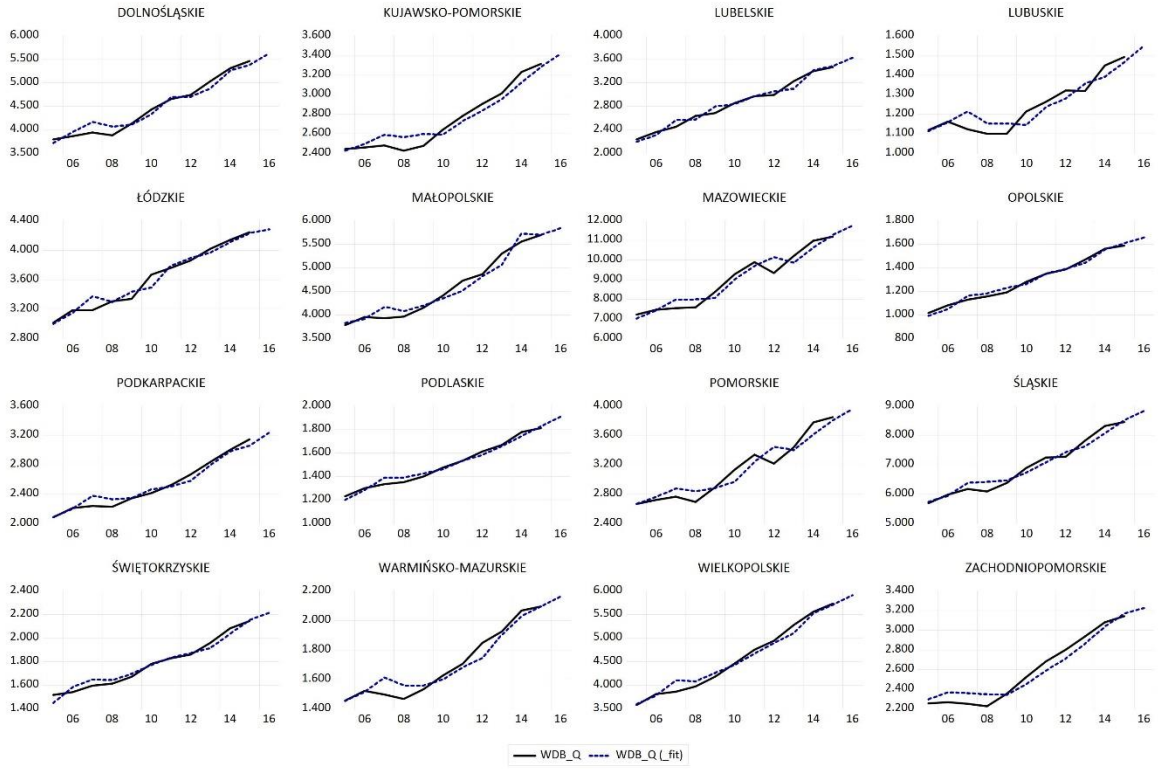 DOLNOŚLĄSKIE
6.000
5.500
5.000
4.500
4.000
3.500
06 08 10 12 14 16
KUJAWSKO-POMORSKIE
3.600
3.400
3.200
3.000
2.800
2.600
2.400
06 08 10 12 14 16
LUBELSKIE
4.000
3.600
3.200
2.800
2.400
2.000
06 08 10 12 14 16
LUBUSKIE
1.600
1.500
1.400
1.300
1.200
1.100
1.000
06 08 10 12 14 16
ŁÓDZKIE
4.400
4.000
3.600
3.200
2.800
06 08 10 12 14 16
MAŁOPOLSKIE
6.000
5.500
5.000
4.500
4.000
3.500
06 08 10 12 14 16
MAZOWIECKIE
12.000
11.000
10.000
9.000
8.000
7.000
6.000
06 08 10 12 14 16
OPOLSKIE
1.800
1.600
1.400
1.200
1.000
800
06 08 10 12 14 16
PODKARPACKIE
3.600
3.200
2.800
2.400
2.000
06 08 10 12 14 16
PODLASKIE
2.000
1.800
1.600
1.400
1.200
1.000
06 08 10 12 14 16
POMORSKIE
4.000
3.600
3.200
2.800
2.400
06 08 10 12 14 16
ŚLĄSKIE
9.000
8.000
7.000
6.000
5.000
06 08 10 12 14 16
ŚWIĘTOKRZYSKIE
2.400
2.200
2.000
1.800
1.600
1.400
06 08 10 12 14 16
WARMIŃSKO-MAZURSKIE
2.200
2.000
1.800
1.600
1.400
06 08 10 12 14 16
WIELKOPOLSKIE
6.000
5.500
5.000
4.500
4.000
3.500
06 08 10 12 14 16
ZACHODNIOPOMORSKIE
3.400
3.200
3.000
2.800
2.600
2.400
2.200
06 08 10 12 14 16
WDB_Q WDB_Q (_fit)